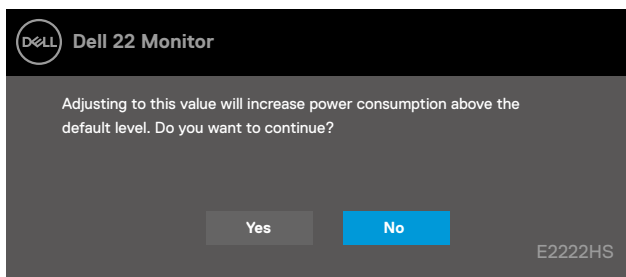 DELL Dell 22 Monitor
Adjusting to this value will increase power consumption above the
default level. Do you want to continue?
Yes No
E2222HS